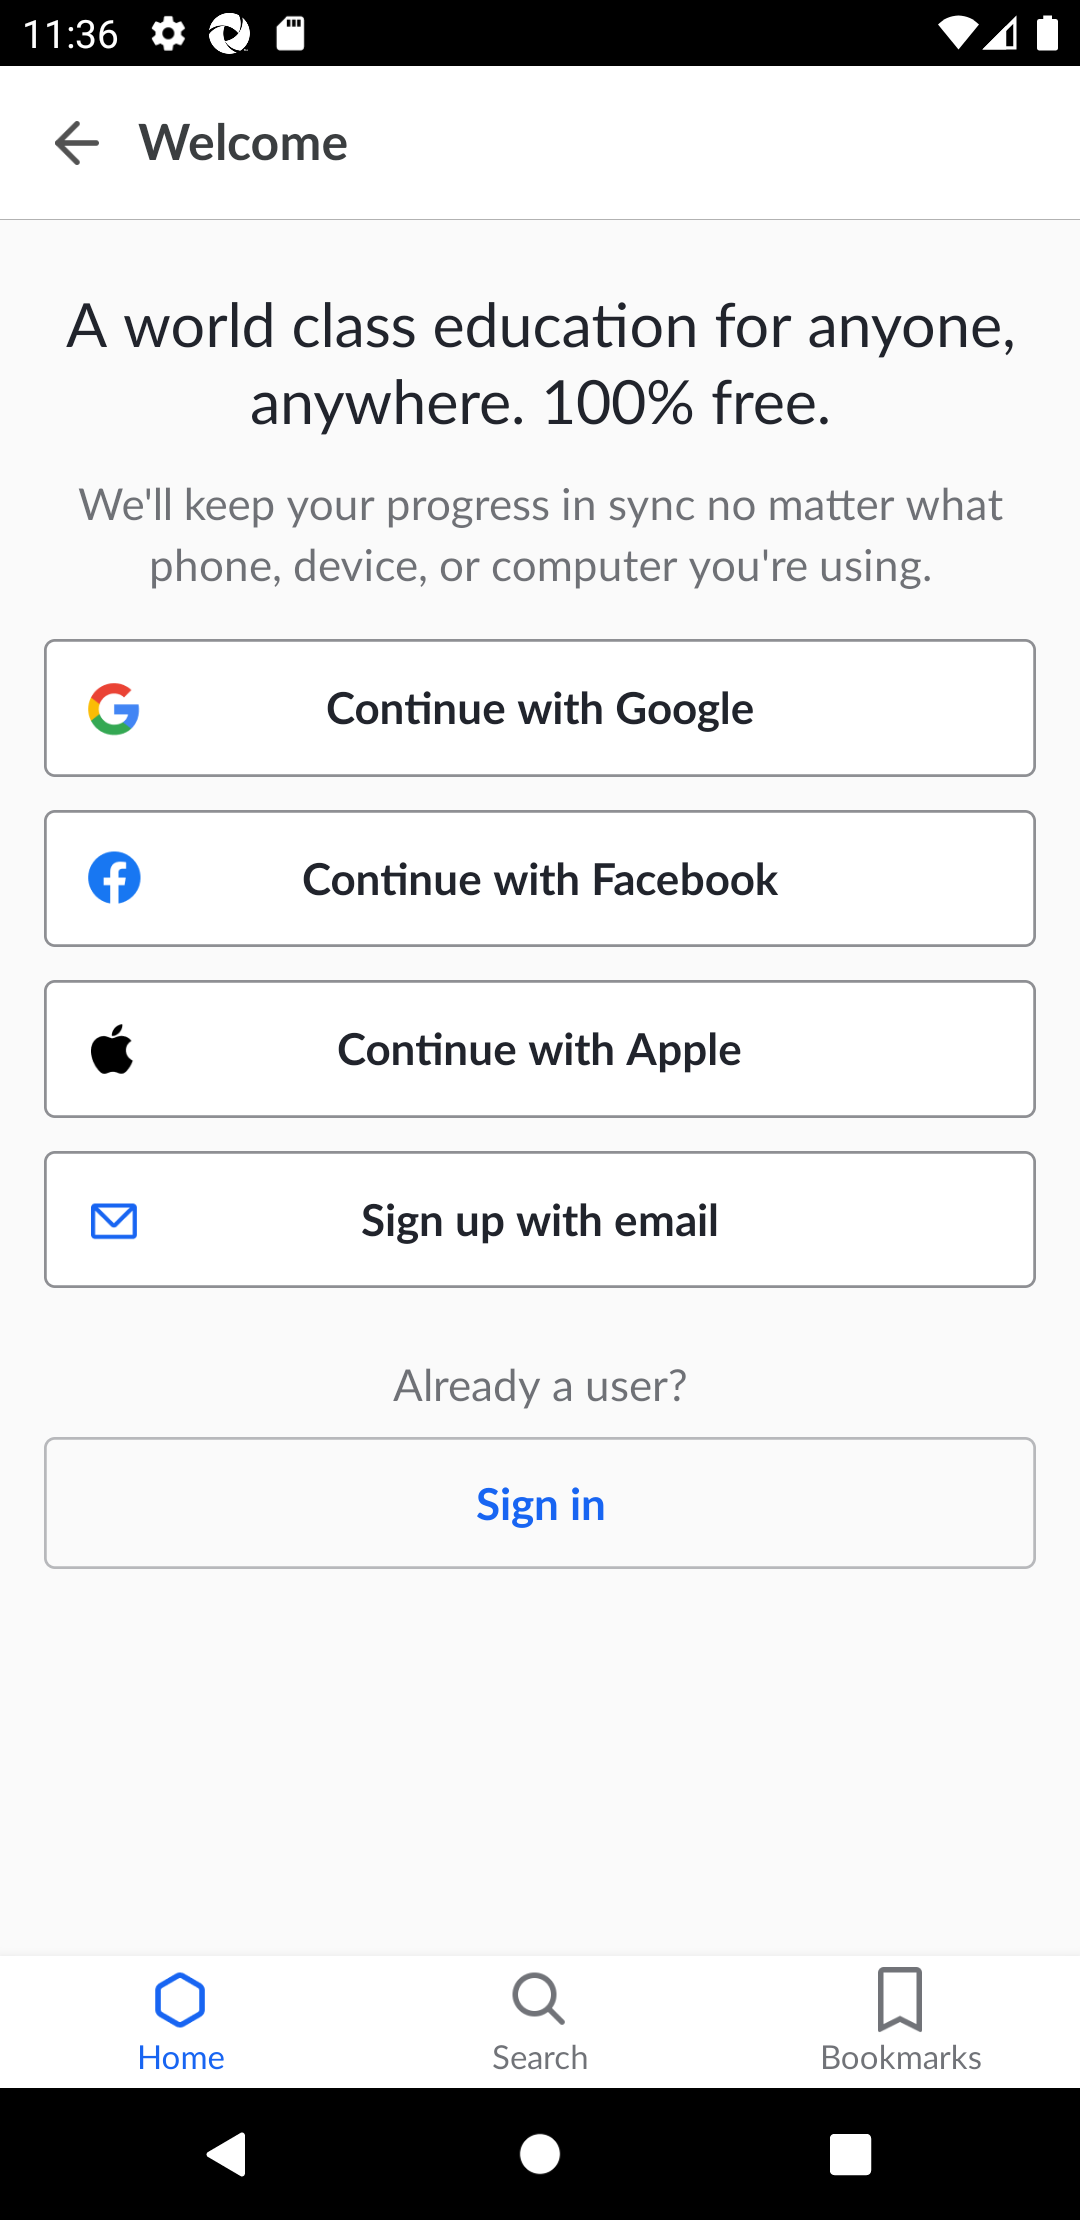 11:36
Welcome
A world class education for anyone,
anywhere. 100% free.
We'll keep your progress in sync no matter what
phone, device, or computer you're using.
Continue with Google
Continue with Facebook
Continue with Apple
Sign up with email
Already a user?
Sign in
Home
Search
Bookmarks